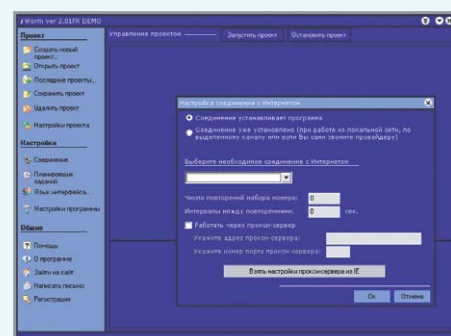 iWorm ver 2.01FR DEMO
Проект
Создать новый
проект..
Открыть проект
Последние проекты..
Сохранить проект
Удалить проект
Настройки проекта
Настройки
Соединение
Планировщик
заданий
Язык интерфейса..
Настройки программы
Общие
Помощь
О программе
Зайти на сайт
Написать письмо
Регистрация
Управление проектом
Запустить проект
Остановить проект
Настройка соединения с Интернетом
Соединение устанавливает программа
Соединение уже установлено (при работе из локальной сети, по
выделенному каналу или если Вы сами звоните провайдеру)
Выберите необходимое соединение с Интернетом
Число повторений набора номера: 0
Интервалы между повторениями: 0 сек.
Работать через прокси-сервер
Укажите адрес прокси-сервера:
Укажите номер порта прокси-сервера:
Взять настройки прокси-сервера из IE
Ок Отмена